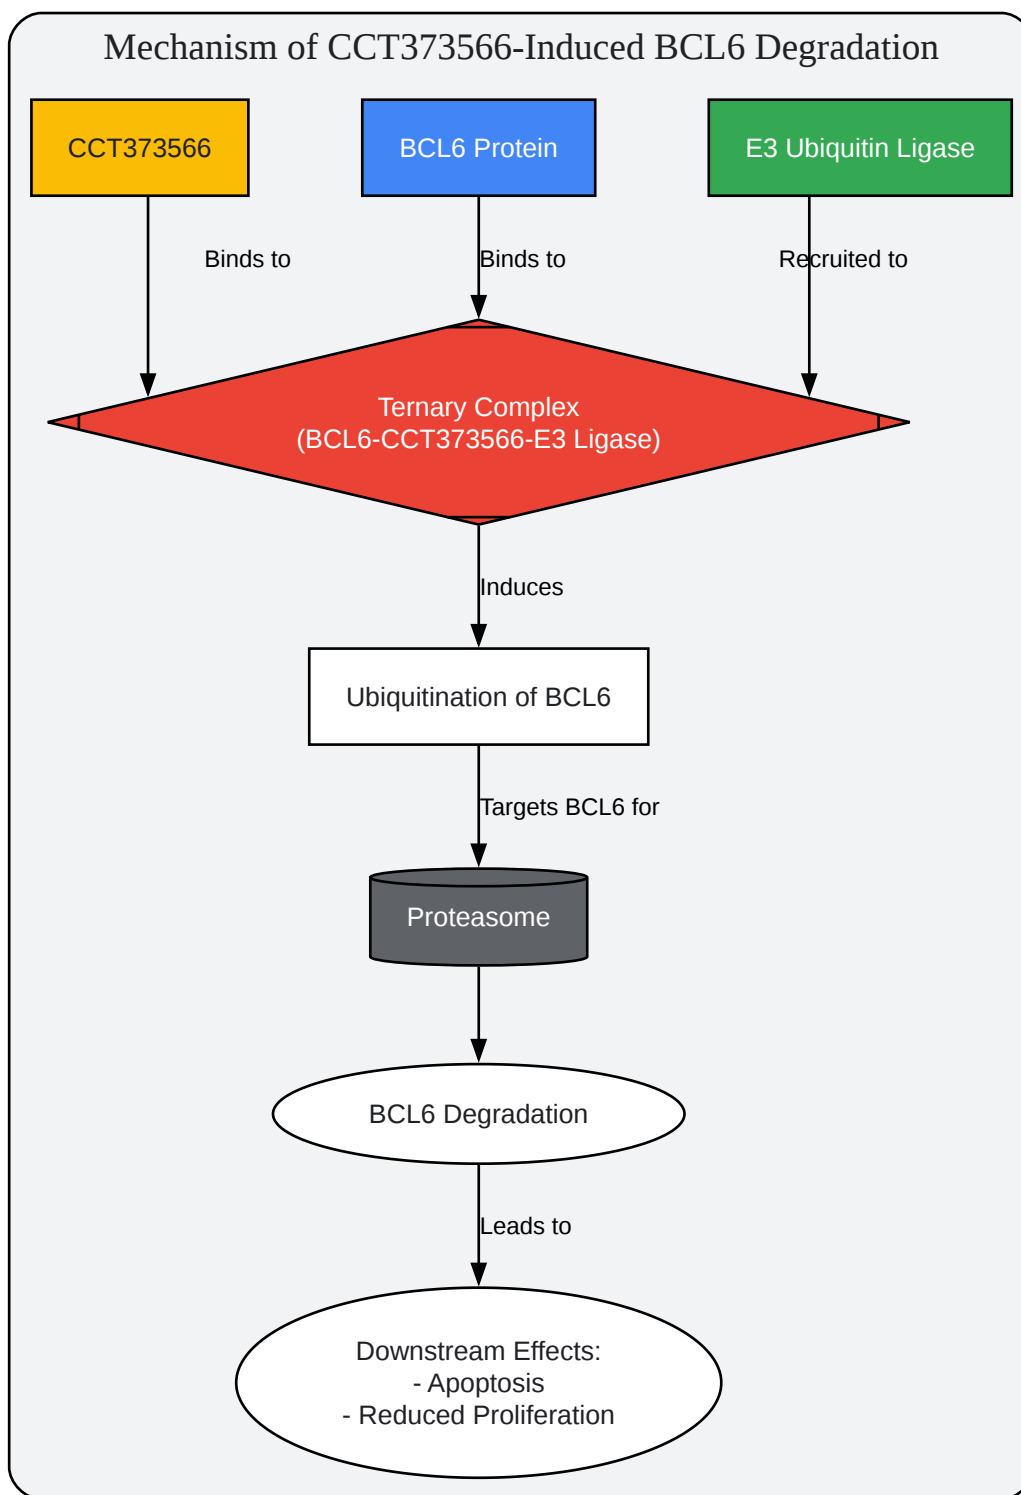 Mechanism of CCT373566-Induced BCL6 Degradation
CCT373566
BCL6 Protein
E3 Ubiquitin Ligase
Binds to
Binds to
Recruited to
Ternary Complex
(BCL6-CCT373566-E3 Ligase)
Induces
Ubiquitination of BCL6
Targets BCL6 for
Proteasome
BCL6 Degradation
Leads to
Downstream Effects:
- Apoptosis
- Reduced Proliferation